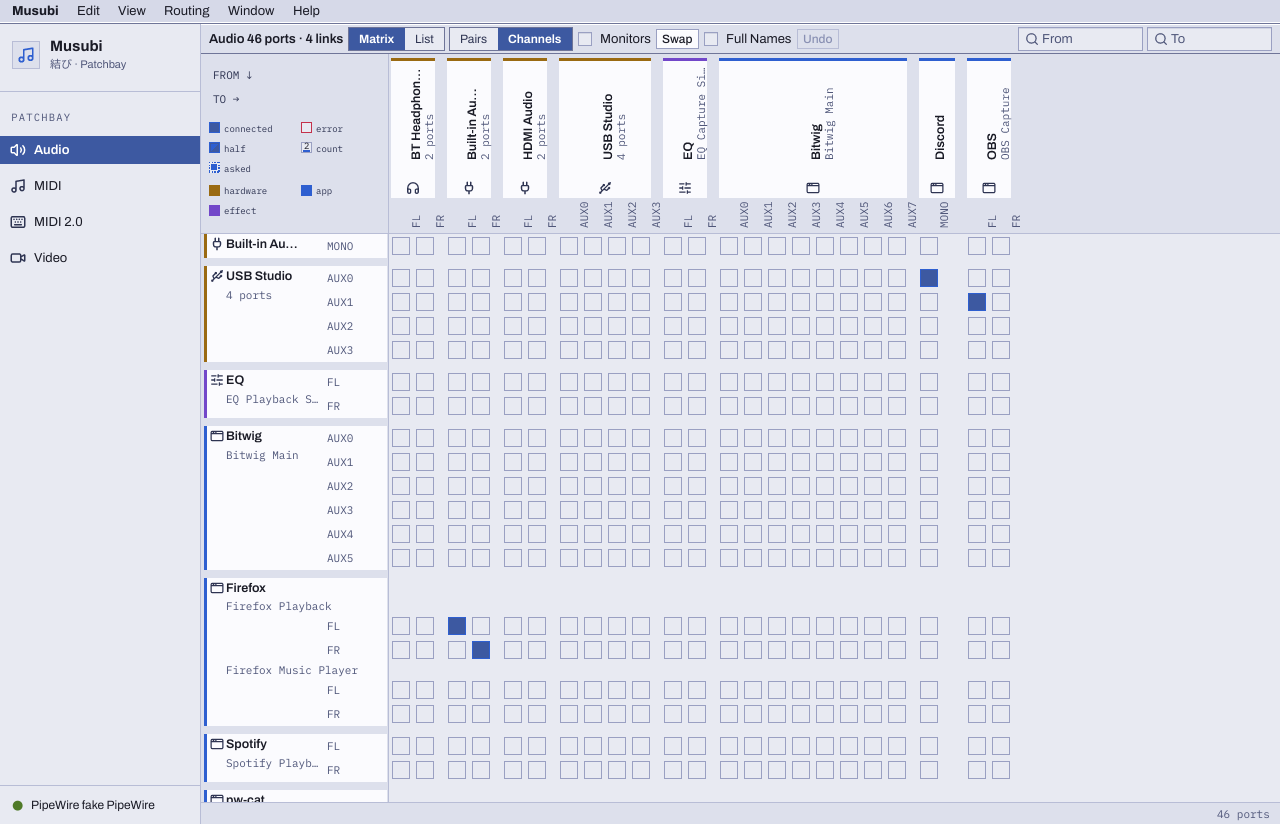 Musubi Edit View Routing Window Help
Musubi
結び · Patchbay
PATCHBAY
Audio
MIDI
MIDI 2.0
Video
PipeWire fake PipeWire
Audio 46 ports · 4 links Matrix List Pairs Channels Monitors Swap Full Names Undo From To
FROM ↓
TO →
connected error
half 2 count
asked
hardware app
effect
BT Headphon…
2 ports
Built-in Au…
2 ports
HDMI Audio
2 ports
USB Studio
4 ports
EQ
EQ Capture Si…
Bitwig
Bitwig Main
Discord
OBS
OBS Capture
FL FR FL FR FL FR AUX0 AUX1 AUX2 AUX3 FL FR AUX0 AUX1 AUX2 AUX3 AUX4 AUX5 AUX6 AUX7 MONO FL FR
Built-in Au… MONO
USB Studio AUX0
4 ports AUX1
AUX2
AUX3
EQ FL
EQ Playback S… FR
Bitwig AUX0
Bitwig Main AUX1
AUX2
AUX3
AUX4
AUX5
Firefox
Firefox Playback
FL
FR
Firefox Music Player
FL
FR
Spotify FL
Spotify Playb… FR
pw-cat
46 ports